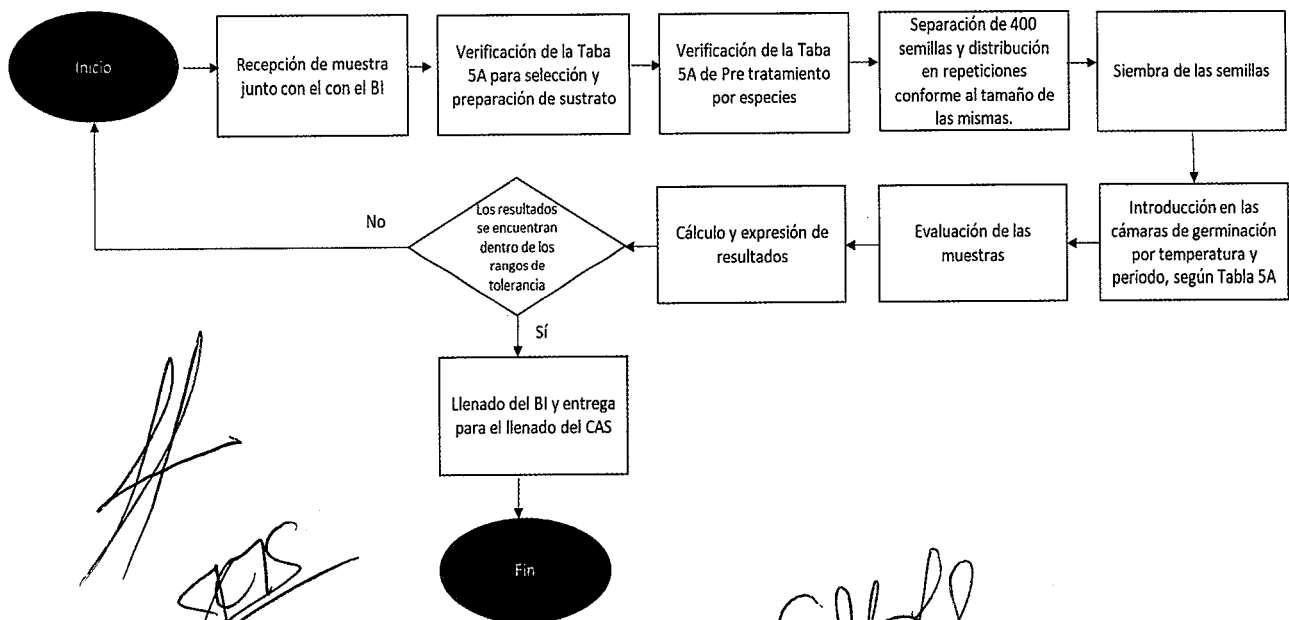 Inicio
Recepción de muestra
junto con el con el BI
Verificación de la Taba
5A para selección y
preparación de sustrato
Verificación de la Taba
5A de Pre tratamiento
por especies
Separación de 400
semillas y distribución
en repeticiones
conforme al tamaño de
las mismas.
Siembra de las semillas
Introducción en las
cámaras de germinación
por temperatura y
periodo, según Tabla 5A
Evaluación de las
muestras
Cálculo y expresión de
resultados
Los resultados
se encuentran
dentro de los
rangos de
tolerancia
No
Sí
Llenado del BI y entrega
para el llenado del CAS
Fin